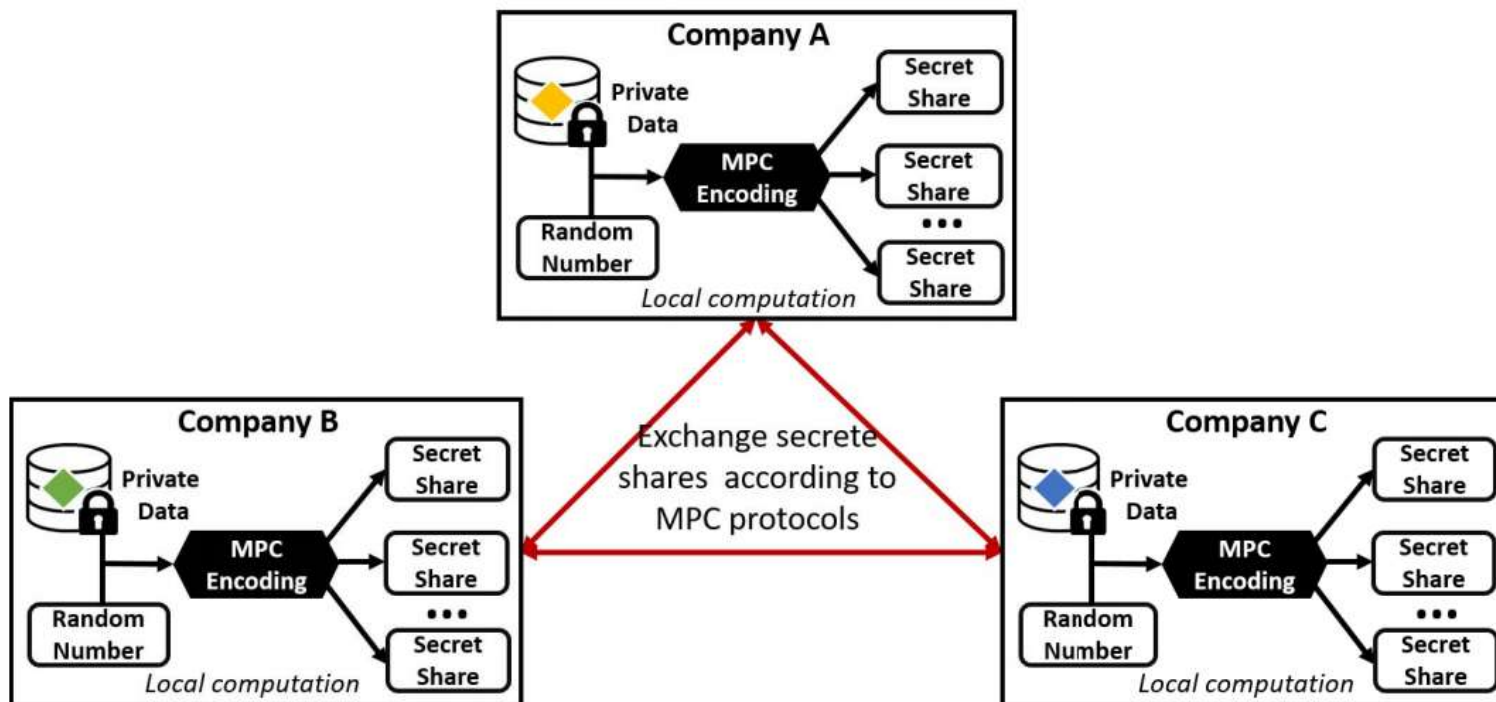 Company A
Private
Data
MPC
Encoding
Random
Number
Secret
Share
Secret
Share
...
Secret
Share
Local computation
Company B
Private
Data
MPC
Encoding
Random
Number
Secret
Share
Secret
Share
...
Secret
Share
Local computation
Exchange secrete
shares according to
MPC protocols
Company C
Private
Data
MPC
Encoding
Random
Number
Secret
Share
Secret
Share
...
Secret
Share
Local computation